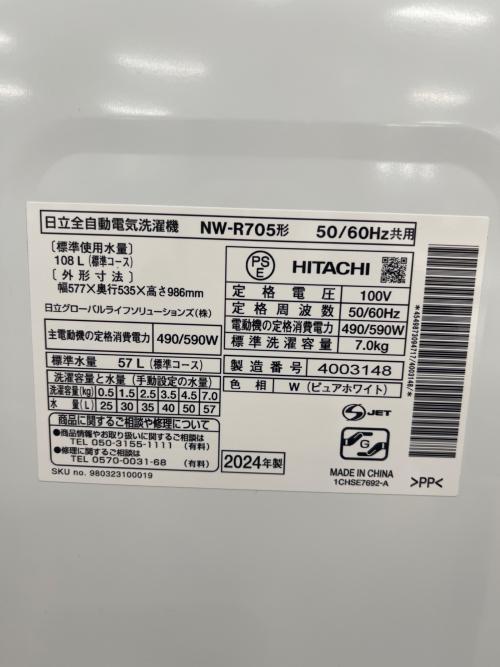 日立全自動電気洗濯機 NW-R705形 50/60Hz共用
〔標準使用水量〕
108 L (標準コース)
〔外形寸法〕
幅577×奥行535×高さ986mm
日立グローバルライフソリューションズ(株)
主電動機の定格消費電力 490/590W
標準水量 57 L (標準コース)
洗濯容量と水量 (手動設定の水量)
洗濯容量(kg) 0.5 1.5 2.5 3.5 4.5 7.0
水量(L) 25 30 35 40 50 57
商品に関するご相談や修理について
●商品情報やお取り扱いに関するご相談
TEL 050-3155-1111 (有料)
●修理に関するご相談
TEL 0570-0031-68 (有料)
SKU no. 980323100019
PS
E
HITACHI
定格電圧 100V
定格周波数 50/60Hz
電動機の定格消費電力 490/590W
標準洗濯容量 7.0kg
製造番号 4003148
色相 W (ピュアホワイト)
2024年製
JET
G
MADE IN CHINA
1CHSE7692-A
>PP<